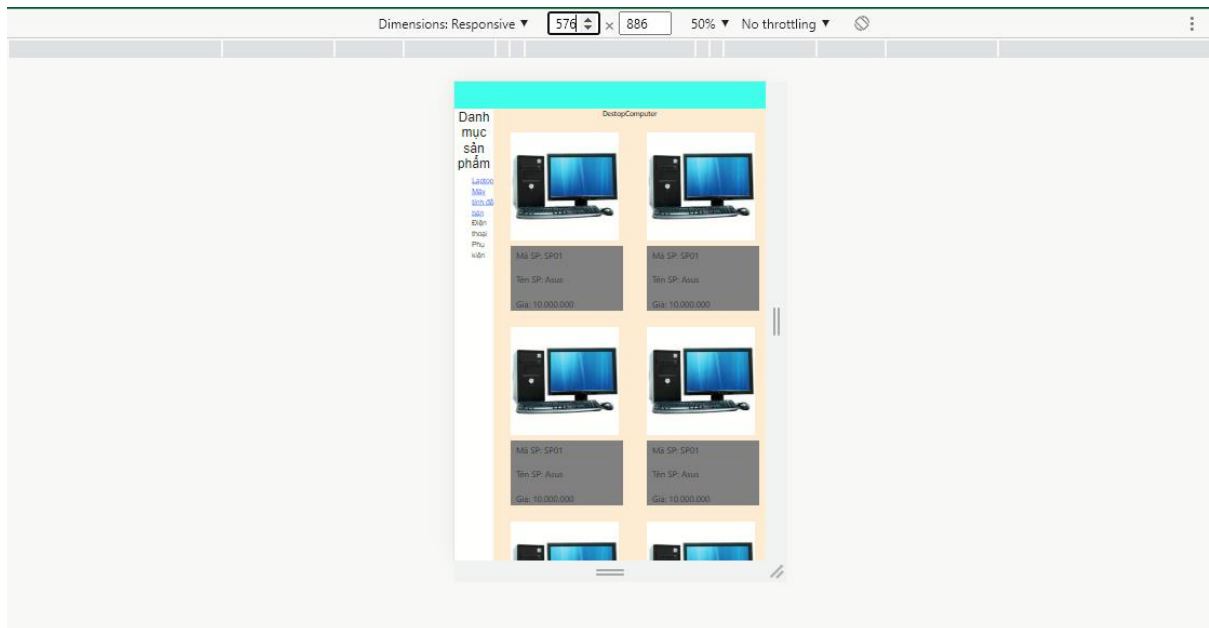 Dimensions: Responsive ▼ 576 × 886 50% ▼ No throttling ▼
Danh
mục
sản
phẩm
Laptop
Máy
tính để
bàn
Điện
thoại
Phụ
kiện
DestopComputer
Mã SP: SP01
Tên SP: Asus
Giá: 10.000.000
Mã SP: SP01
Tên SP: Asus
Giá: 10.000.000
Mã SP: SP01
Tên SP: Asus
Giá: 10.000.000
Mã SP: SP01
Tên SP: Asus
Giá: 10.000.000